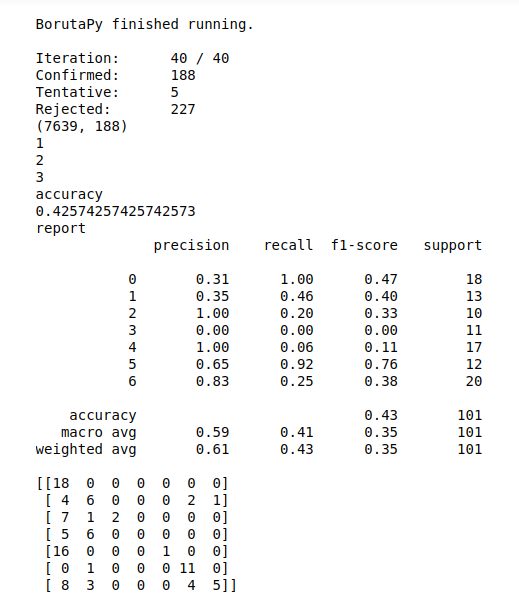 BorutaPy finished running.
Iteration: 40 / 40
Confirmed: 188
Tentative: 5
Rejected: 227
(7639, 188)
1
2
3
accuracy
0.42574257425742573
report
precision recall f1-score support
0 0.31 1.00 0.47 18
1 0.35 0.46 0.40 13
2 1.00 0.20 0.33 10
3 0.00 0.00 0.00 11
4 1.00 0.06 0.11 17
5 0.65 0.92 0.76 12
6 0.83 0.25 0.38 20
accuracy 0.43 101
macro avg 0.59 0.41 0.35 101
weighted avg 0.61 0.43 0.35 101
[[18 0 0 0 0 0 0]
[ 4 6 0 0 0 2 1]
[ 7 1 2 0 0 0 0]
[ 5 6 0 0 0 0 0]
[16 0 0 0 1 0 0]
[ 0 1 0 0 0 11 0]
[ 8 3 0 0 0 4 5]]